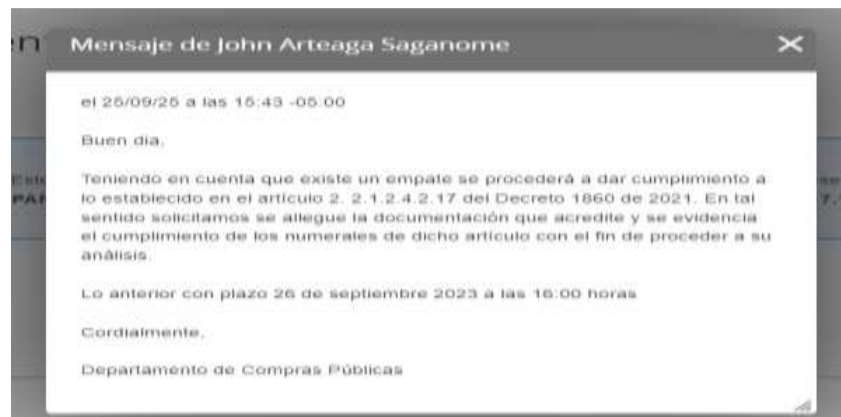 en
Mensaje de John Arteaga Saganome
el 25/09/25 a las 15:43 -05:00
Buen dia,
Teniendo en cuenta que existe un empate se procederá a dar cumplimiento a
lo establecido en el artículo 2. 2.1.2.4.2.17 del Decreto 1860 de 2021. En tal
sentido solicitamos se allegue la documentación que acredite y se evidencia
el cumplimiento de los numerales de dicho artículo con el fin de proceder a su
análisis.
Lo anterior con plazo 26 de septiembre 2023 a las 16:00 horas
Cordialmente,
Departamento de Compras Públicas